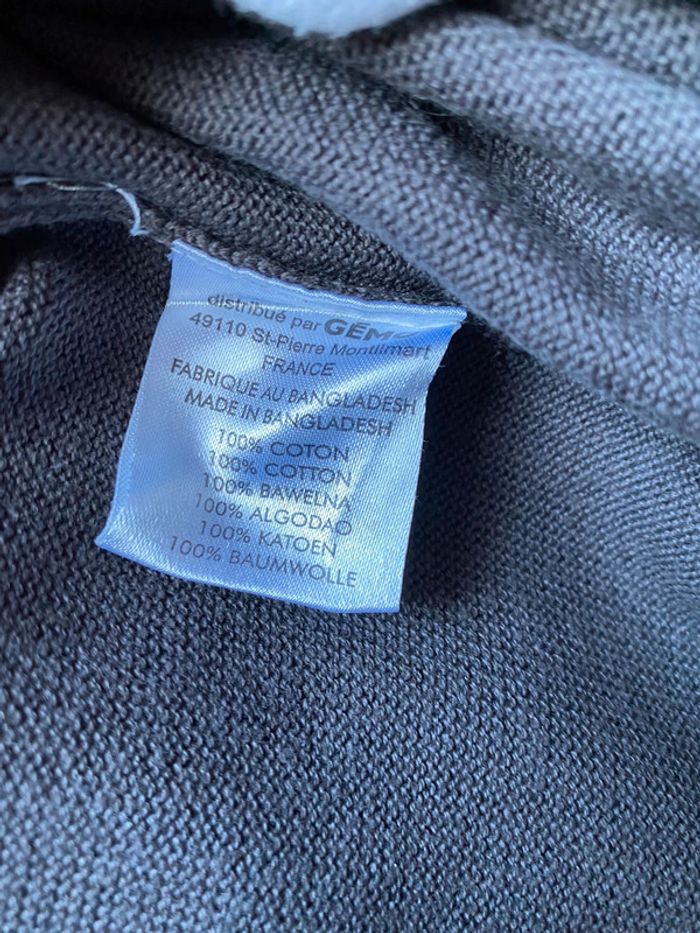 distribué par GÉMO
49110 St-Pierre Montlimart
FRANCE
FABRIQUE AU BANGLADESH
MADE IN BANGLADESH
100% COTON
100% COTTON
100% BAWELNA
100% ALGODAO
100% KATOEN
100% BAUMWOLLE